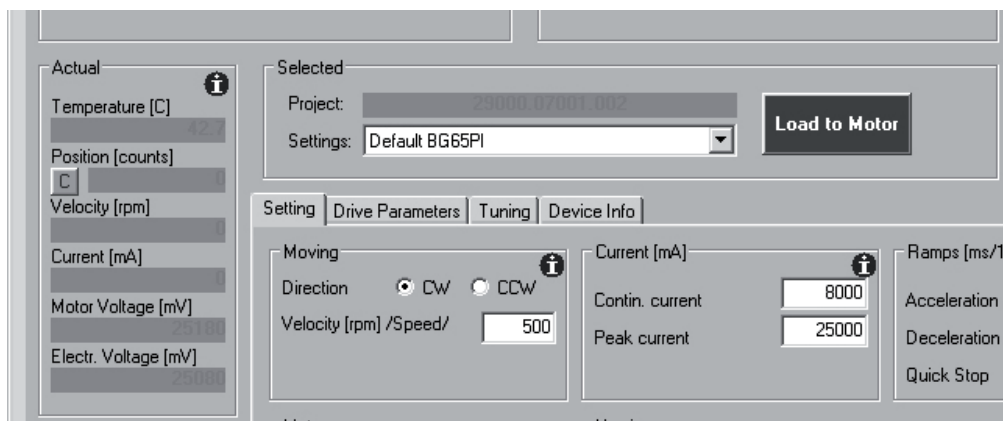 Actual
Temperature [C]
42.7
Position [counts]
C 0
Velocity [rpm]
0
Current [mA]
0
Motor Voltage [mV]
25180
Electr. Voltage [mV]
25080
Selected
Project: 29000.07001.002
Settings: Default BG65PI
Load to Motor
Setting Drive Parameters Tuning Device Info
Moving
Direction CW CCW
Velocity [rpm] /Speed/ 500
Current [mA]
Contin. current 8000
Peak current 25000
Ramps [ms/1
Acceleration
Deceleration
Quick Stop